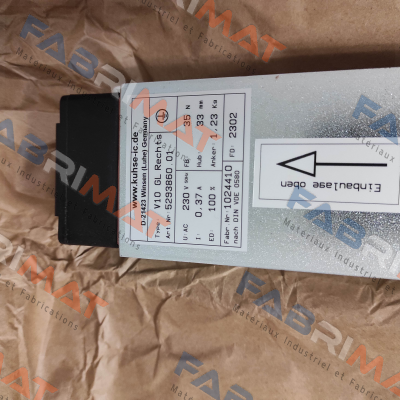 www.kuhse-ic.de
D-21423 Winsen (Luhe) Germany
Type V10 GL Rechts
Art Nr 5293860 01
U:AC 230 V FB: 35 N
I: 0.37 A Hub: 33 mm
ED: 100 % Anker: 1.23 Kg
Fabr Nr 1024410 FD: 2302
nach DIN VDE 0580
Einbaulage oben
FABRIMAT
Materiaux Industriel et Fabrications